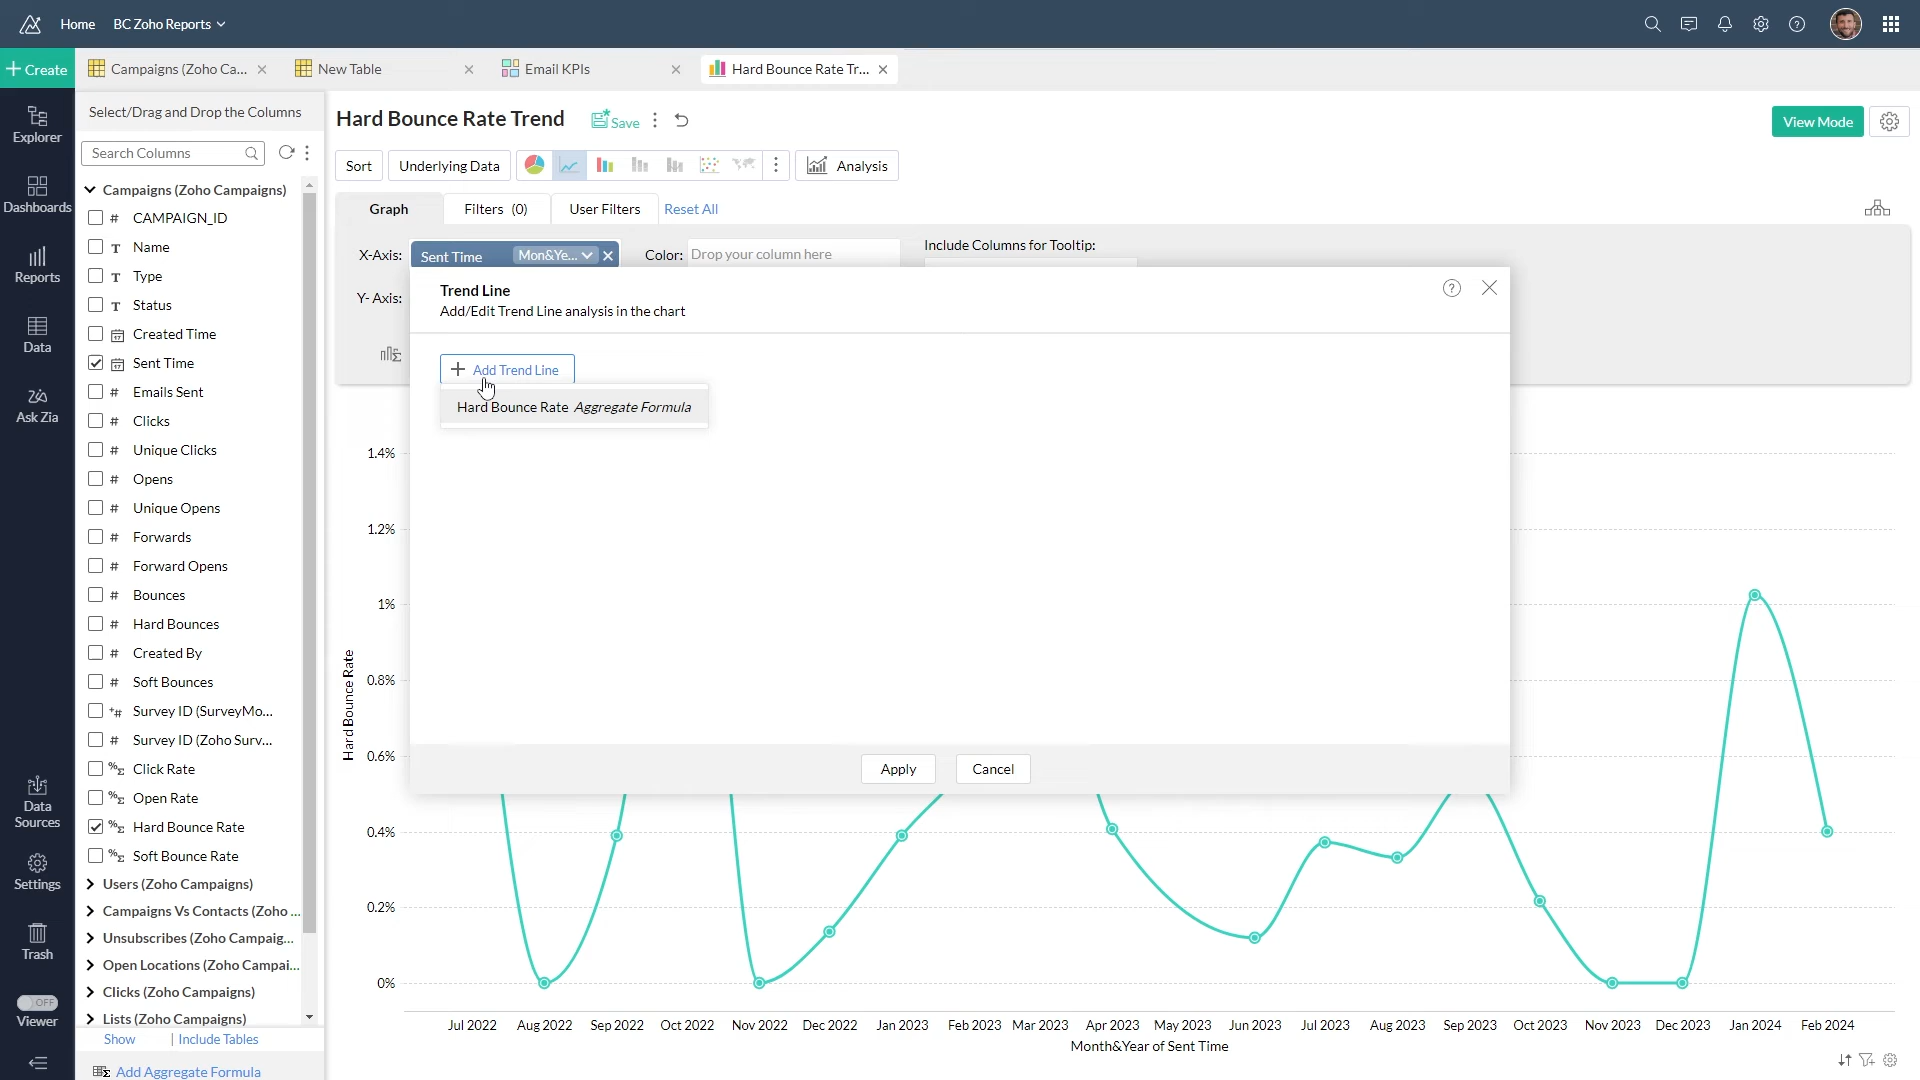 Home
BC Zoho Reports
Create
Campaigns (Zoho Ca...
New Table
Email KPIs
Hard Bounce Rate Tr...
Explorer
Dashboards
Reports
Data
Ask Zia
Data
Sources
Settings
Trash
OFF
Viewer
Select/Drag and Drop the Columns
Search Columns
Campaigns (Zoho Campaigns)
# CAMPAIGN_ID
T Name
T Type
T Status
Created Time
Sent Time
# Emails Sent
# Clicks
# Unique Clicks
# Opens
# Unique Opens
# Forwards
# Forward Opens
# Bounces
# Hard Bounces
# Created By
# Soft Bounces
+# Survey ID (SurveyMo...
# Survey ID (Zoho Surv...
%Σ Click Rate
%Σ Open Rate
%Σ Hard Bounce Rate
%Σ Soft Bounce Rate
Users (Zoho Campaigns)
Campaigns Vs Contacts (Zoho ...
Unsubscribes (Zoho Campaig...
Open Locations (Zoho Campai...
Clicks (Zoho Campaigns)
Lists (Zoho Campaigns)
Show | Include Tables
Add Aggregate Formula
Hard Bounce Rate Trend
Save
View Mode
Sort
Underlying Data
Analysis
Graph
Filters (0)
User Filters
Reset All
X-Axis:
Sent Time
Mon&Ye...
Color:
Drop your column here
Include Columns for Tooltip:
Y- Axis:
Trend Line
Add/Edit Trend Line analysis in the chart
+ Add Trend Line
Hard Bounce Rate Aggregate Formula
Apply
Cancel
Hard Bounce Rate
1.4%
1.2%
1%
0.8%
0.6%
0.4%
0.2%
0%
Jul 2022 Aug 2022 Sep 2022 Oct 2022 Nov 2022 Dec 2022 Jan 2023 Feb 2023 Mar 2023 Apr 2023 May 2023 Jun 2023 Jul 2023 Aug 2023 Sep 2023 Oct 2023 Nov 2023 Dec 2023 Jan 2024 Feb 2024
Month&Year of Sent Time